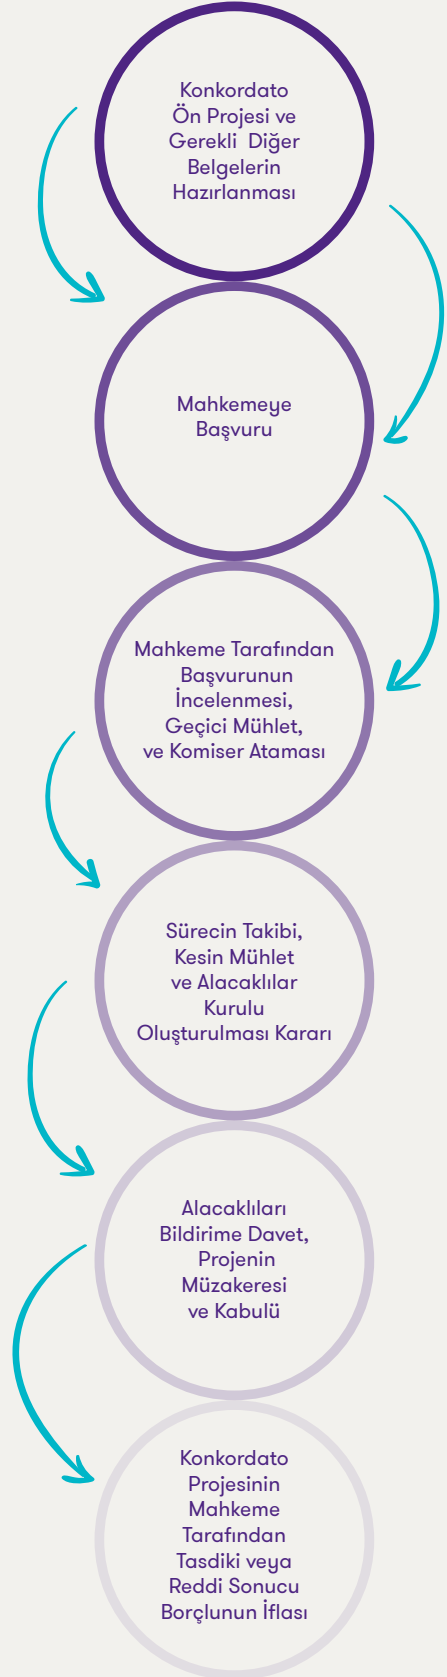 Konkordato
Ön Projesi ve
Gerekli Diğer
Belgelerin
Hazırlanması
Mahkemeye
Başvuru
Mahkeme Tarafından
Başvurunun
İncelenmesi,
Geçici Mühlet,
ve Komiser Ataması
Sürecin Takibi,
Kesin Mühlet
ve Alacaklılar
Kurulu
Oluşturulması Kararı
Alacaklıları
Bildirime Davet,
Projenin
Müzakeresi
ve Kabulü
Konkordato
Projesinin
Mahkeme
Tarafından
Tasdiki veya
Reddi Sonucu
Borçlunun İflası